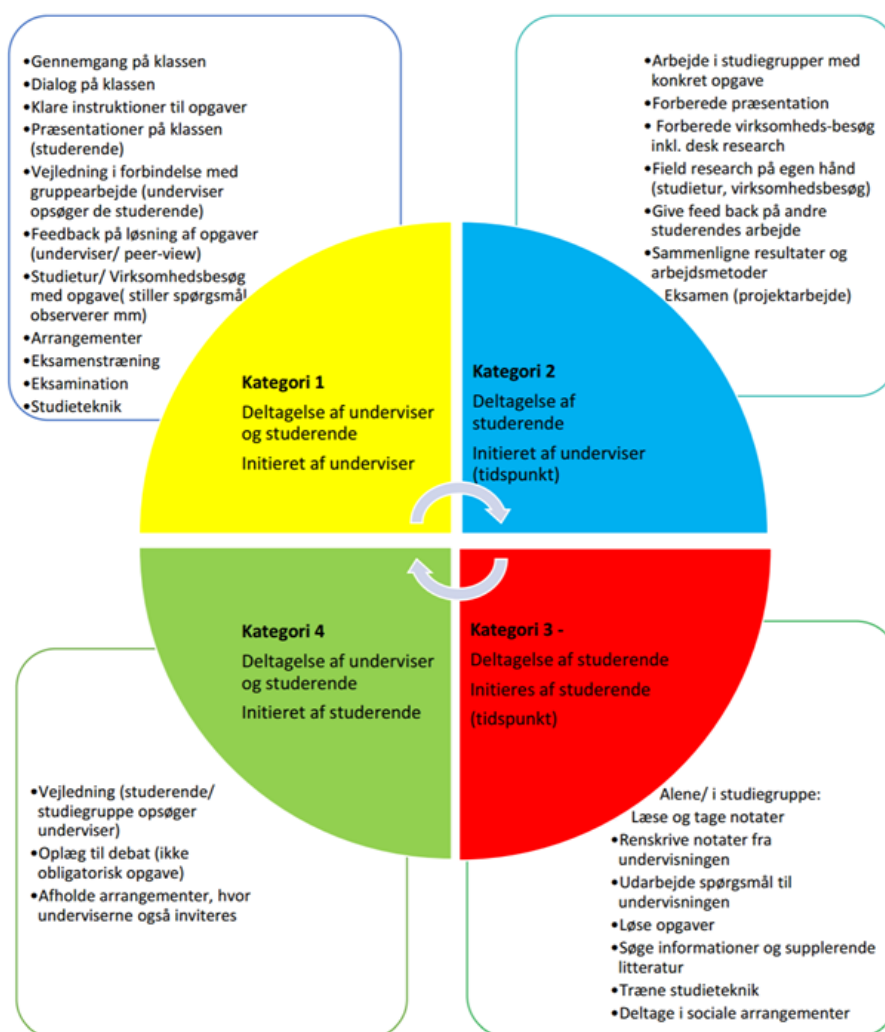 •Gennemgang på klassen
•Dialog på klassen
•Klare instruktioner til opgaver
•Præsentationer på klassen
(studerende)
•Vejledning i forbindelse med
gruppearbejde (underviser
opsøger de studerende)
•Feedback på løsning af opgaver
(underviser/ peer-view)
•Studietur/ Virksomhedsbesøg
med opgave( stiller spørgsmål
observerer mm)
•Arrangementer
•Eksamenstræning
•Eksamination
•Studieteknik
•Arbejde i studiegrupper med
konkret opgave
•Forberede præsentation
• Forberede virksomheds-besøg
inkl. desk research
•Field research på egen hånd
(studietur, virksomhedsbesøg)
•Give feed back på andre
studerendes arbejde
•Sammenligne resultater og
arbejdsmetoder
Eksamen (projektarbejde)
Kategori 1
Deltagelse af underviser
og studerende
Initieret af underviser
Kategori 2
Deltagelse af
studerende
Initieret af underviser
(tidspunkt)
Kategori 4
Deltagelse af underviser
og studerende
Initieret af studerende
Kategori 3 -
Deltagelse af studerende
Initieres af studerende
(tidspunkt)
•Vejledning (studerende/
studiegruppe opsøger
underviser)
•Oplæg til debat (ikke
obligatorisk opgave)
•Afholde arrangementer, hvor
underviserne også inviteres
Alene/ i studiegruppe:
Læse og tage notater
•Renskrive notater fra
undervisningen
•Udarbejde spørgsmål til
undervisningen
•Løse opgaver
•Søge informationer og supplerende
litteratur
•Træne studieteknik
•Deltage i sociale arrangementer